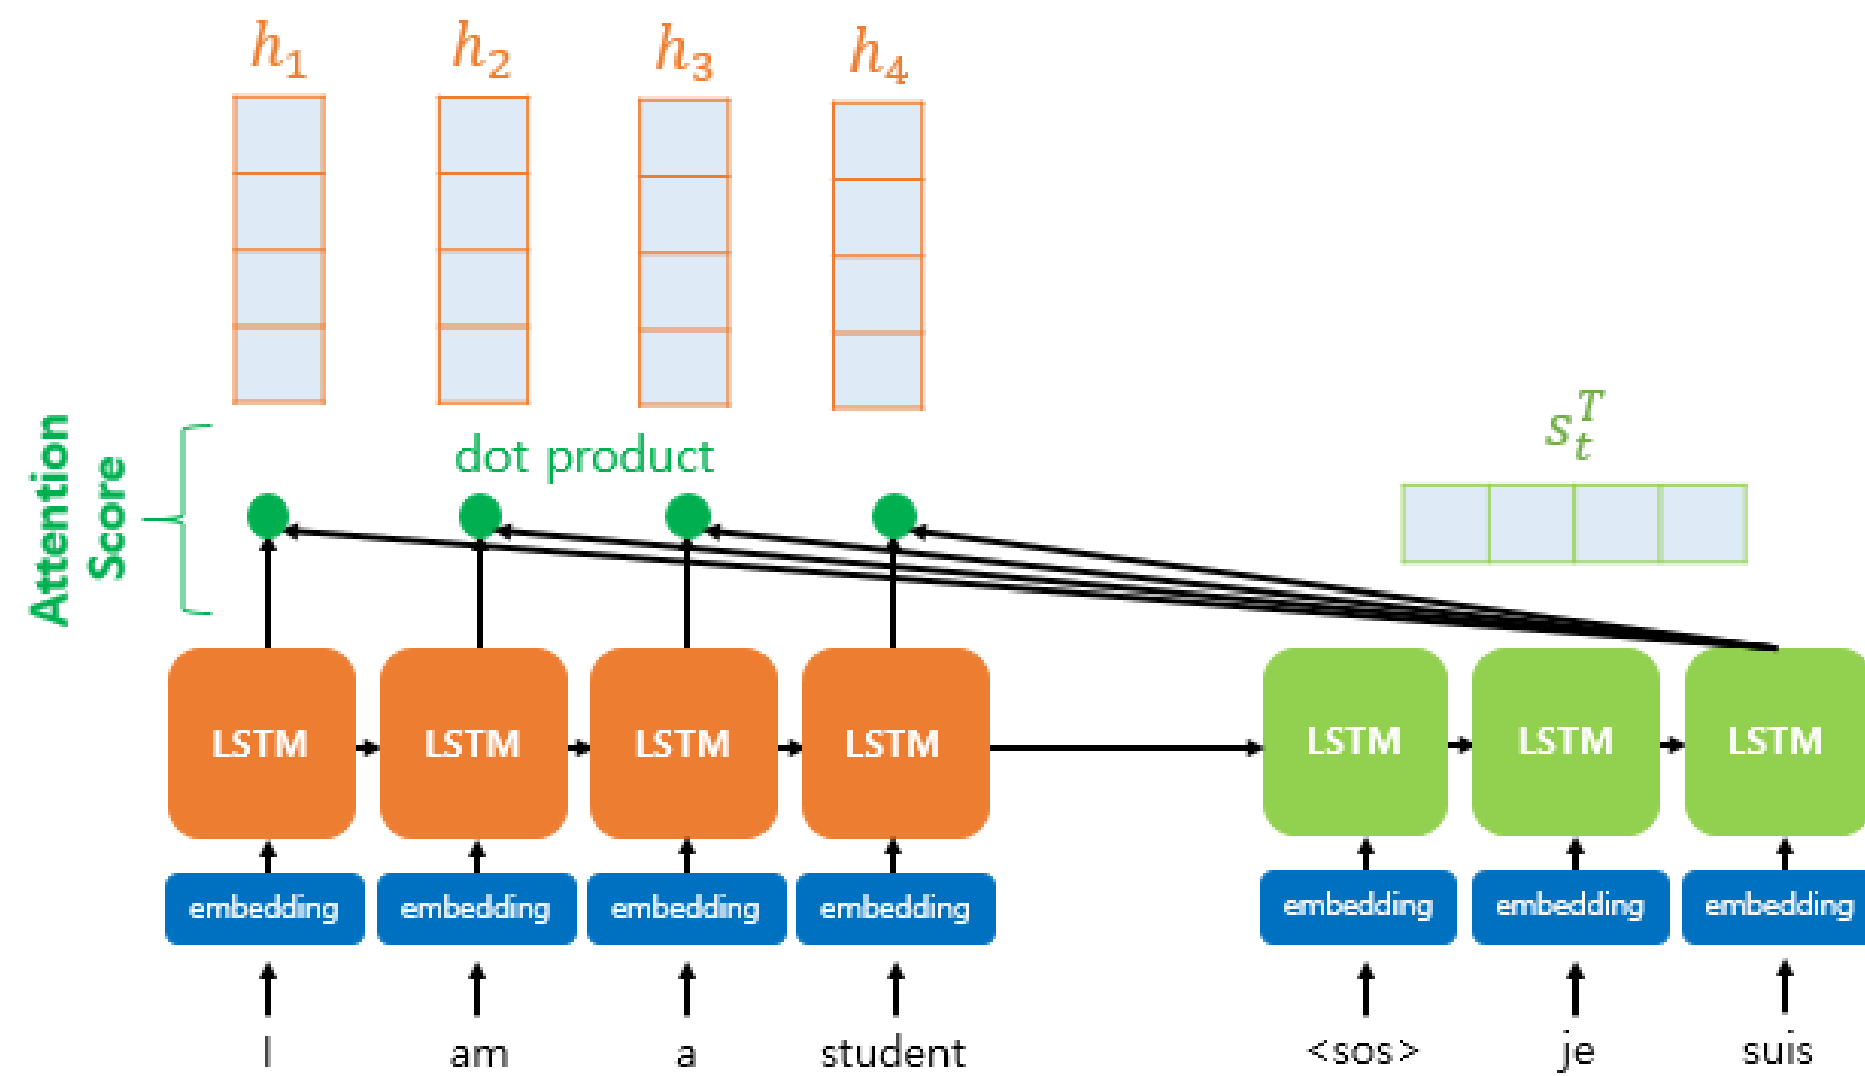 h₁ h₂ h₃ h₄
s_t^T
dot product
Attention
Score
LSTM LSTM LSTM LSTM LSTM LSTM LSTM
embedding embedding embedding embedding embedding embedding embedding
I am a student <sos> je suis